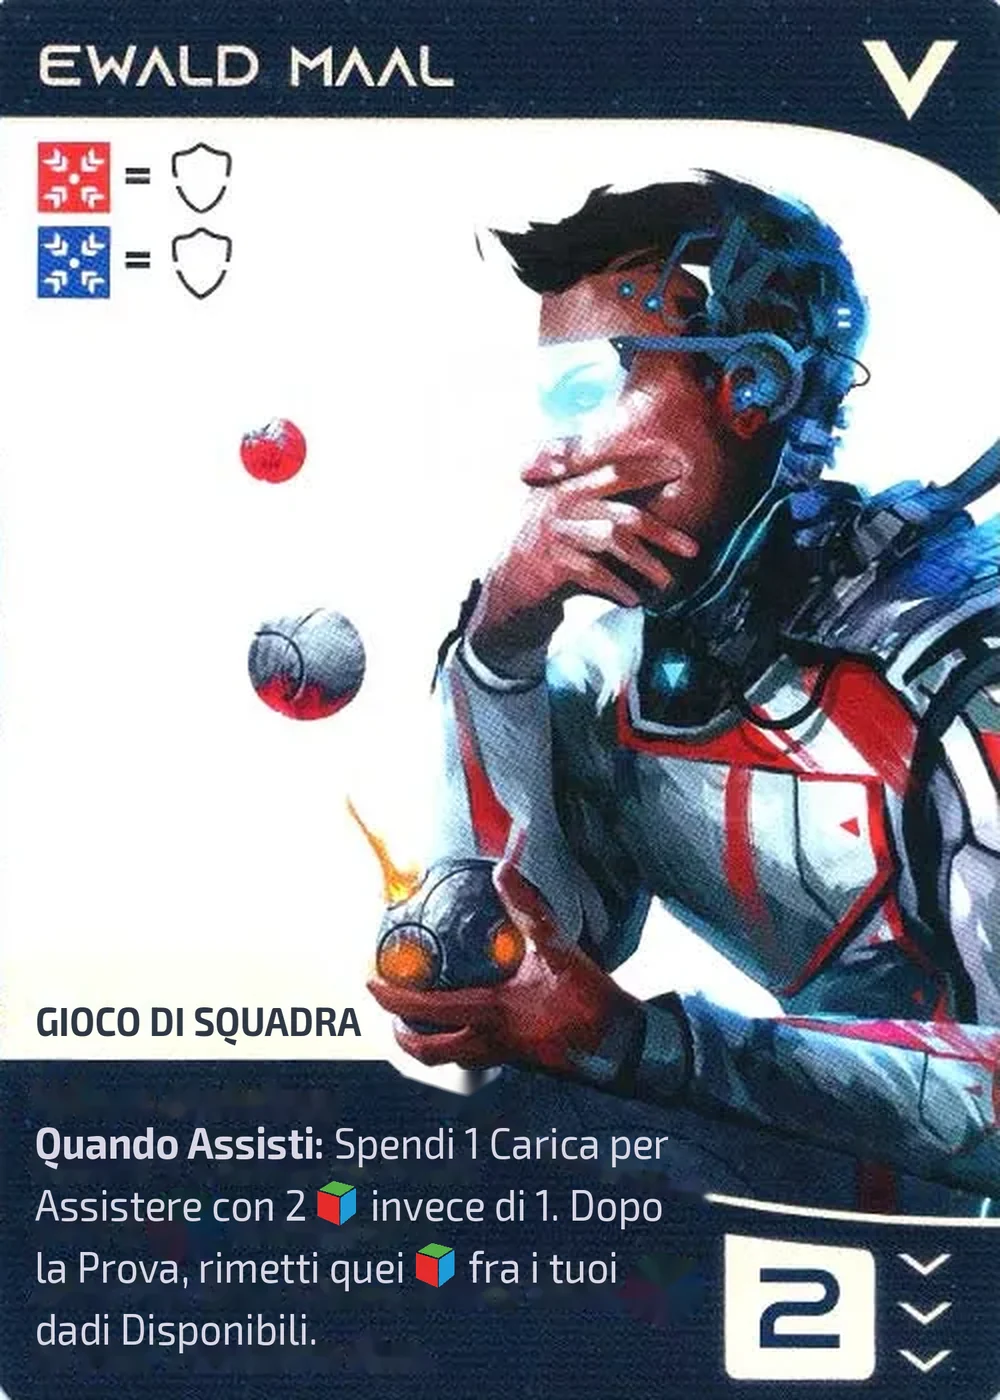 EWALD MAAL
=
=
GIOCO DI SQUADRA
Quando Assisti: Spendi 1 Carica per
Assistere con 2 invece di 1. Dopo
la Prova, rimetti quei fra i tuoi
dadi Disponibili.
2